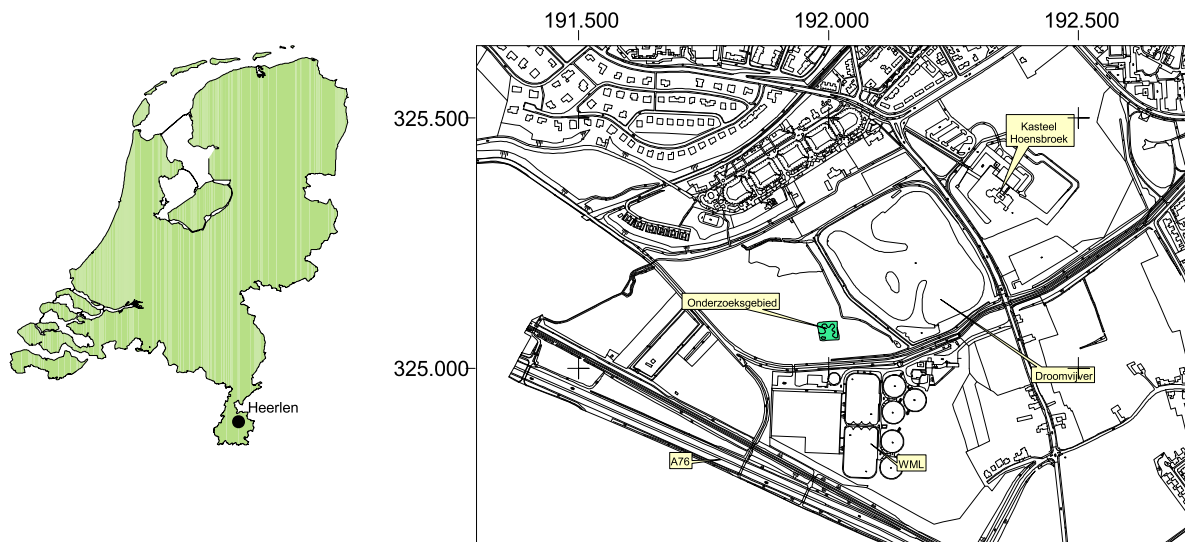 191.500
192.000
192.500
325.500
325.000
Kasteel
Hoensbroek
Onderzoeksgebied
Droomvijver
Heerlen
A76
WML